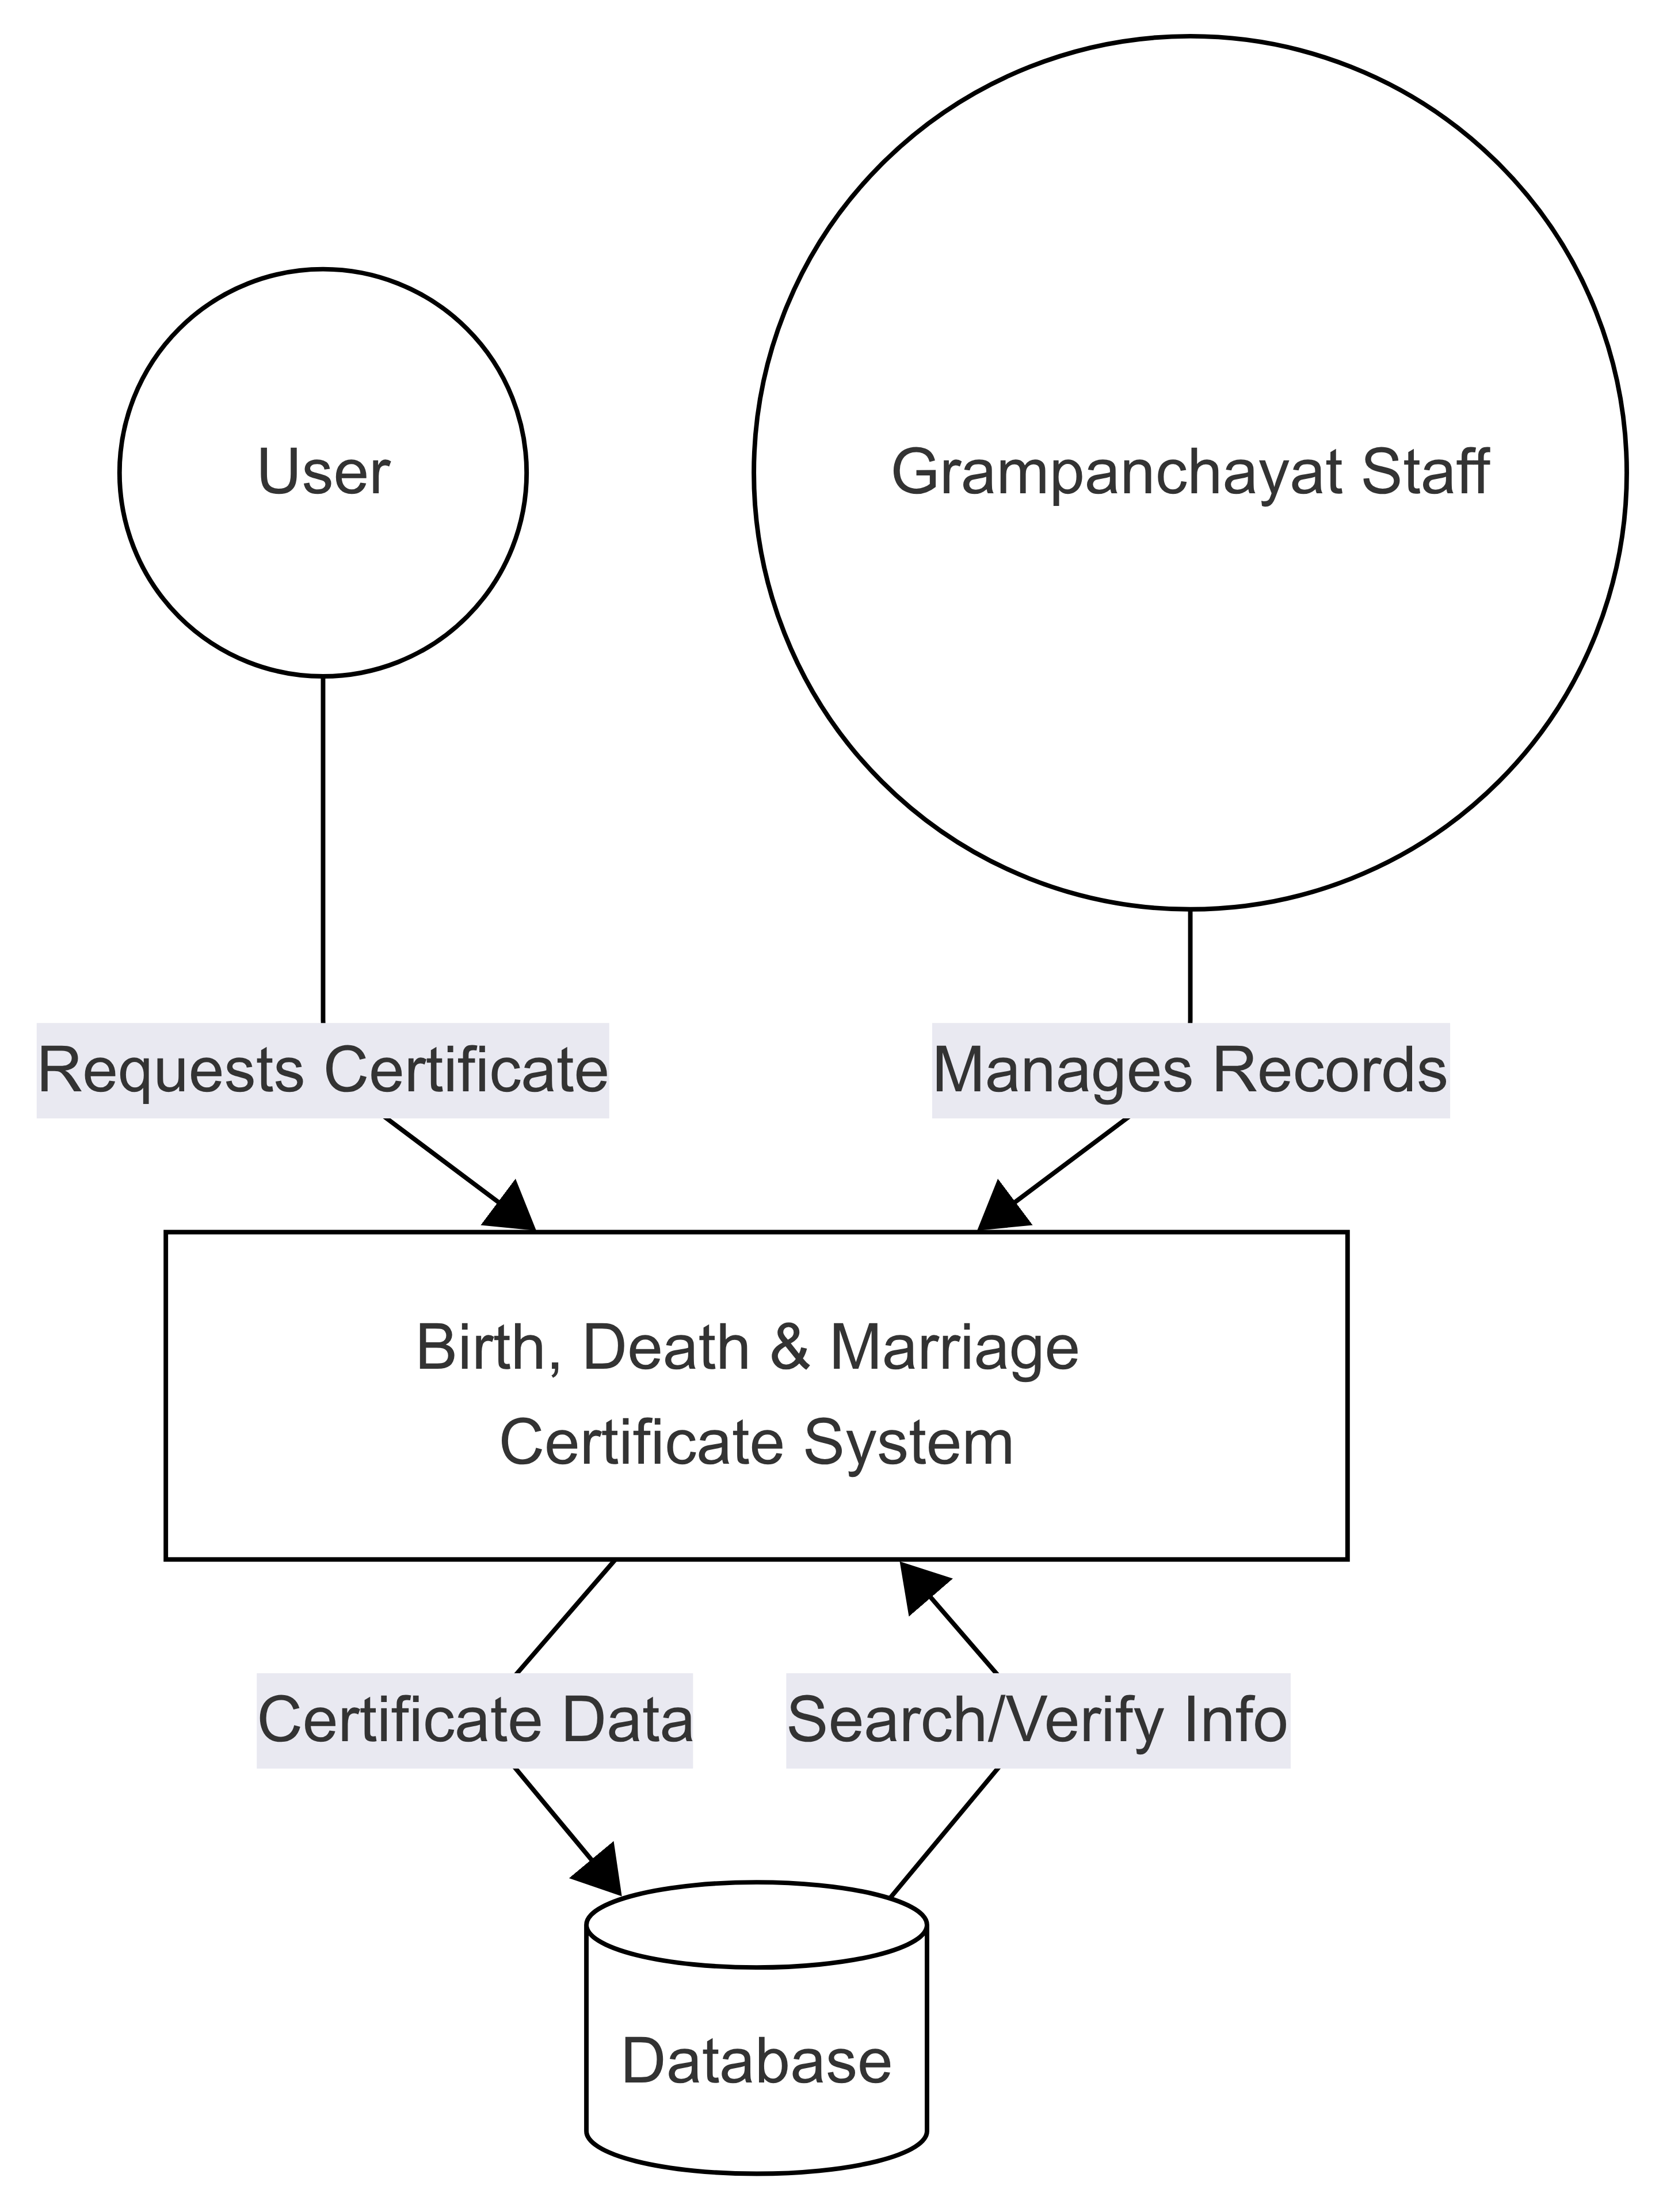 User
Grampanchayat Staff
Requests Certificate
Manages Records
Birth, Death & Marriage
Certificate System
Certificate Data
Search/Verify Info
Database